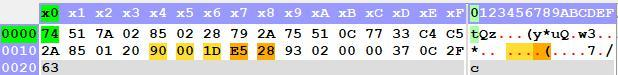 x0 x1 x2 x3 x4 x5 x6 x7 x8 x9 xA xB xC xD xE xF 0123456789ABCDEF
0000 74 51 7A 02 85 02 28 79 2A 75 51 0C 77 33 C4 C5 tQz...(y*uQ.w3..
0010 2A 85 01 20 90 00 1D E5 28 93 02 00 00 37 0C 2F *.. ....(....7./
0020 63 c